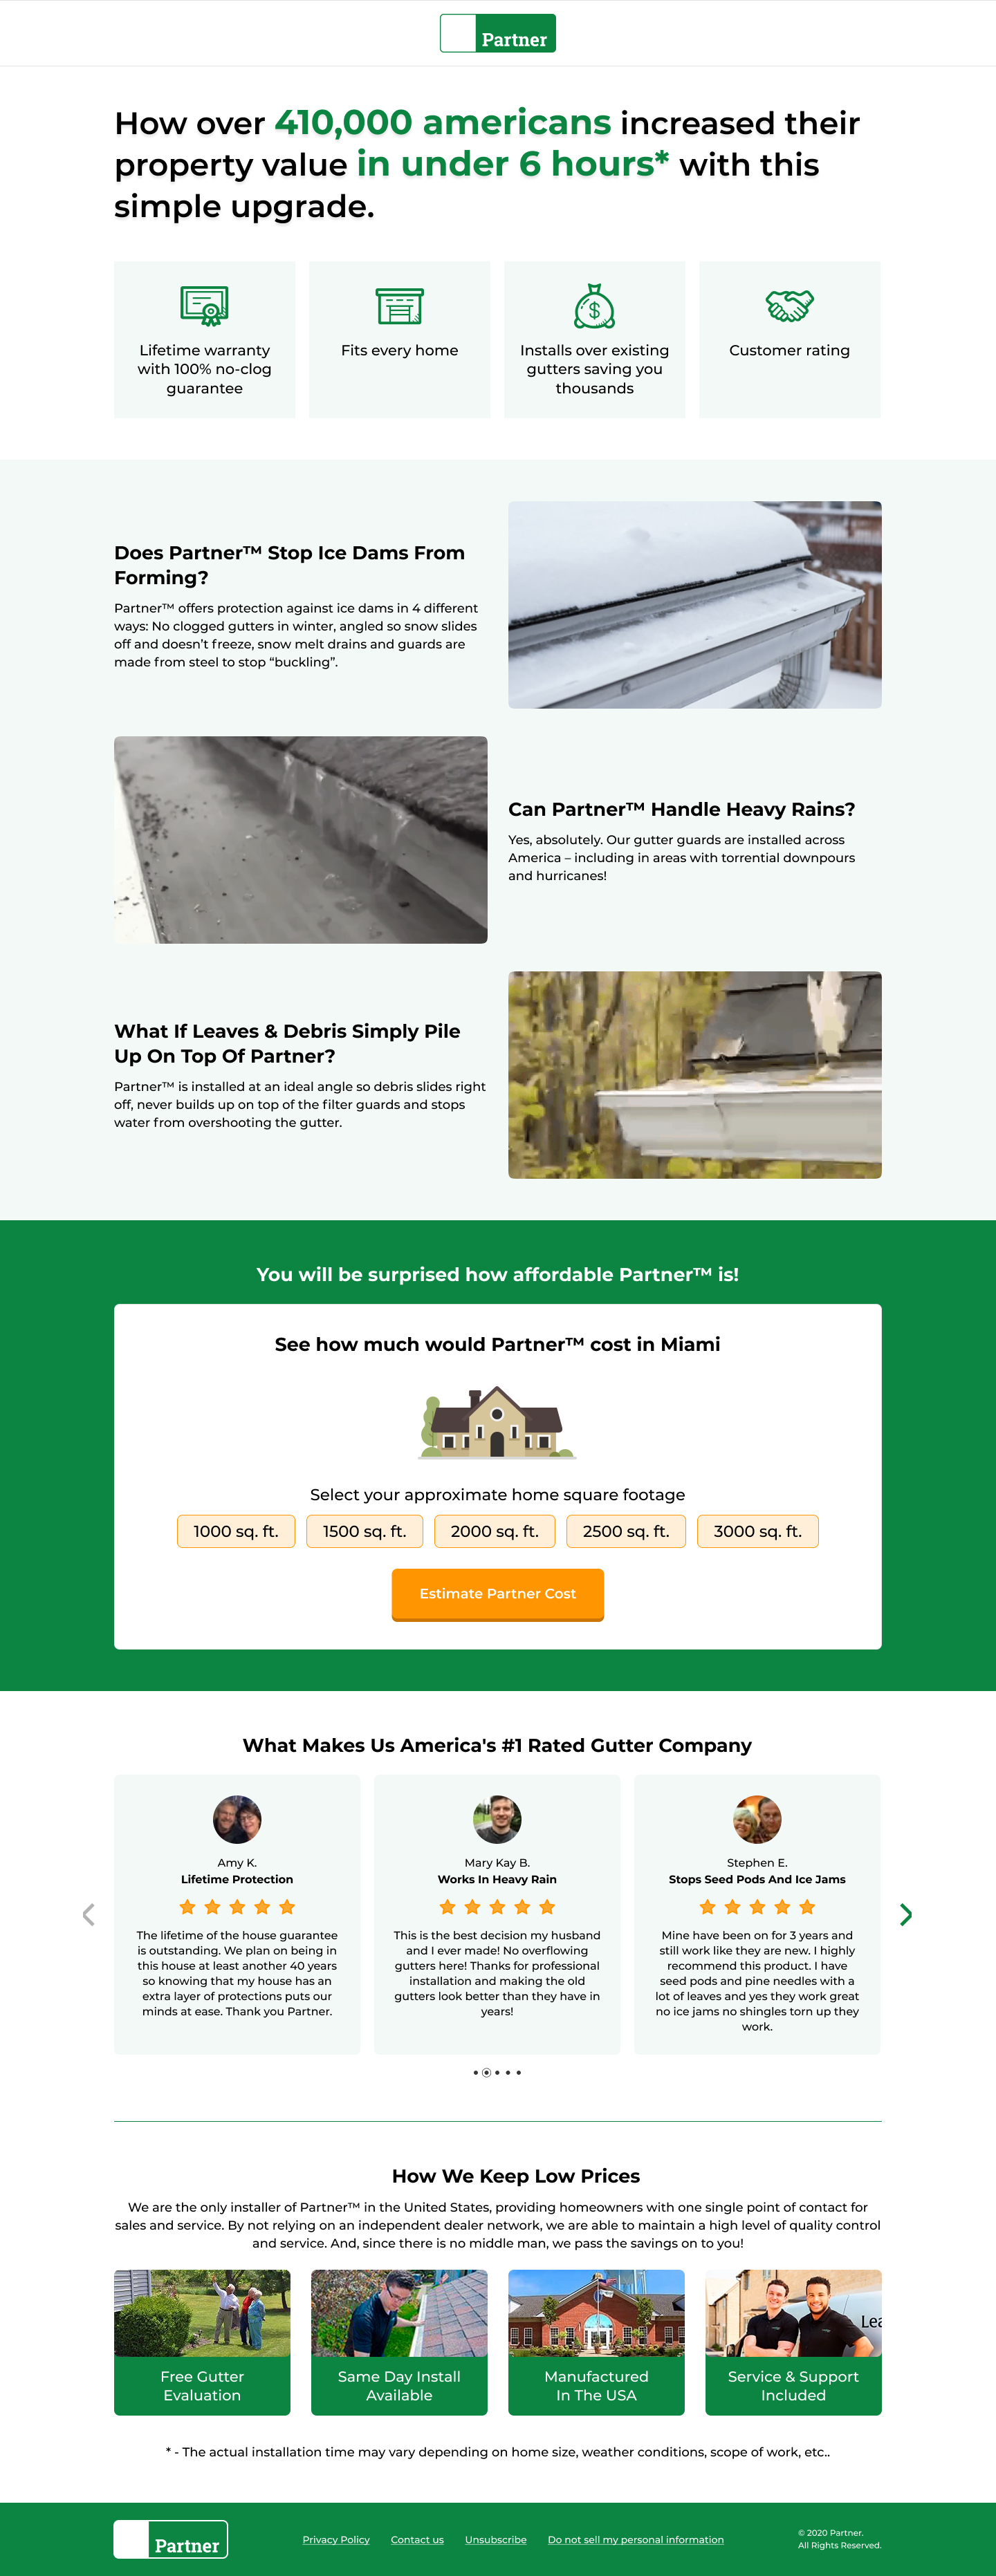 Partner
How over 410,000 americans increased their
property value in under 6 hours* with this
simple upgrade.
Lifetime warranty
with 100% no-clog
guarantee
Fits every home
Installs over existing
gutters saving you
thousands
Customer rating
Does Partner™ Stop Ice Dams From
Forming?
Partner™ offers protection against ice dams in 4 different
ways: No clogged gutters in winter, angled so snow slides
off and doesn't freeze, snow melt drains and guards are
made from steel to stop “buckling”.
Can Partner™ Handle Heavy Rains?
Yes, absolutely. Our gutter guards are installed across
America – including in areas with torrential downpours
and hurricanes!
What If Leaves & Debris Simply Pile
Up On Top Of Partner?
Partner™ is installed at an ideal angle so debris slides right
off, never builds up on top of the filter guards and stops
water from overshooting the gutter.
You will be surprised how affordable Partner™ is!
See how much would Partner™ cost in Miami
Select your approximate home square footage
1000 sq. ft.
1500 sq. ft.
2000 sq. ft.
2500 sq. ft.
3000 sq. ft.
Estimate Partner Cost
What Makes Us America's #1 Rated Gutter Company
Amy K.
Lifetime Protection
The lifetime of the house guarantee
is outstanding. We plan on being in
this house at least another 40 years
so knowing that my house has an
extra layer of protections puts our
minds at ease. Thank you Partner.
Mary Kay B.
Works In Heavy Rain
This is the best decision my husband
and I ever made! No overflowing
gutters here! Thanks for professional
installation and making the old
gutters look better than they have in
years!
Stephen E.
Stops Seed Pods And Ice Jams
Mine have been on for 3 years and
still work like they are new. I highly
recommend this product. I have
seed pods and pine needles with a
lot of leaves and yes they work great
no ice jams no shingles torn up they
work.
How We Keep Low Prices
We are the only installer of Partner™ in the United States, providing homeowners with one single point of contact for
sales and service. By not relying on an independent dealer network, we are able to maintain a high level of quality control
and service. And, since there is no middle man, we pass the savings on to you!
Lea
Free Gutter
Evaluation
Same Day Install
Available
Manufactured
In The USA
Service & Support
Included
* - The actual installation time may vary depending on home size, weather conditions, scope of work, etc..
Partner
Privacy Policy
Contact us
Unsubscribe
Do not sell my personal information
© 2020 Partner.
All Rights Reserved.